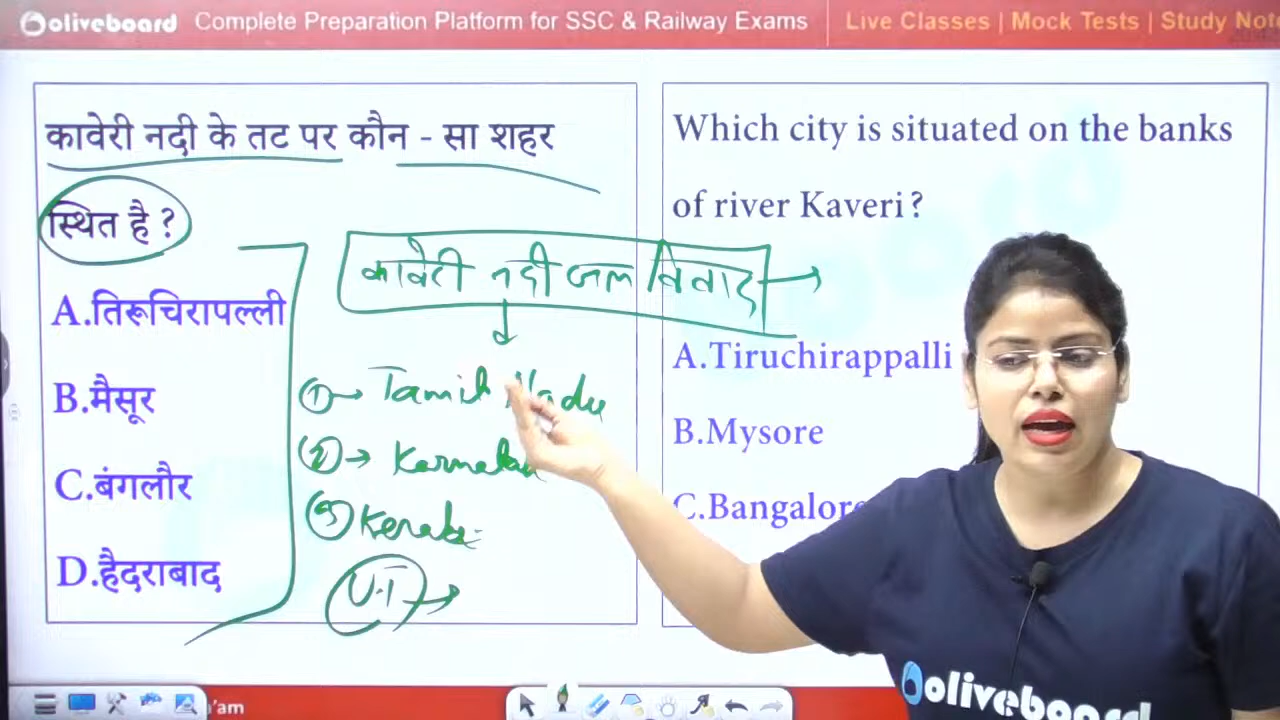 oliveboard Complete Preparation Platform for SSC & Railway Exams Live Classes | Mock Tests | Study
कावेरी नदी के तट पर कौन - सा शहर
स्थित है ?
A.तिरूचिरापल्ली
B.मैसूर
C.बंगलौर
D.हैदराबाद
कावेरी नदी जल विवाद
① Tamil Nadu
② Karnataka
③ Kerala
U.T
Which city is situated on the banks
of river Kaveri?
A.Tiruchirappalli
B.Mysore
C.Bangalore
'am
oliveboard